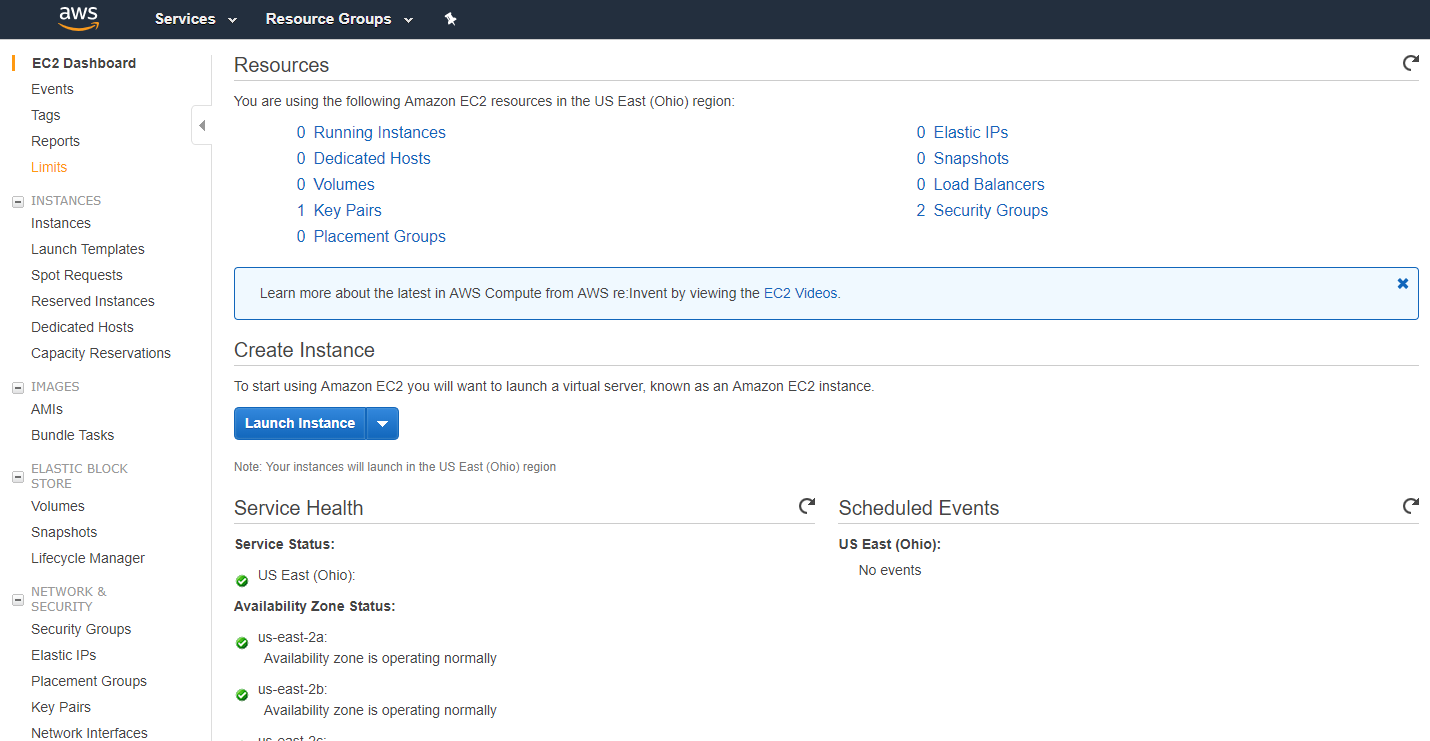 aws
Services
Resource Groups
EC2 Dashboard
Events
Tags
Reports
Limits
INSTANCES
Instances
Launch Templates
Spot Requests
Reserved Instances
Dedicated Hosts
Capacity Reservations
IMAGES
AMIs
Bundle Tasks
ELASTIC BLOCK
STORE
Volumes
Snapshots
Lifecycle Manager
NETWORK &
SECURITY
Security Groups
Elastic IPs
Placement Groups
Key Pairs
Network Interfaces
Resources
You are using the following Amazon EC2 resources in the US East (Ohio) region:
0 Running Instances
0 Dedicated Hosts
0 Volumes
1 Key Pairs
0 Placement Groups
0 Elastic IPs
0 Snapshots
0 Load Balancers
2 Security Groups
Learn more about the latest in AWS Compute from AWS re:Invent by viewing the EC2 Videos.
Create Instance
To start using Amazon EC2 you will want to launch a virtual server, known as an Amazon EC2 instance.
Launch Instance
Note: Your instances will launch in the US East (Ohio) region
Service Health
Service Status:
US East (Ohio):
Availability Zone Status:
us-east-2a:
Availability zone is operating normally
us-east-2b:
Availability zone is operating normally
us-east-2c:
Scheduled Events
US East (Ohio):
No events